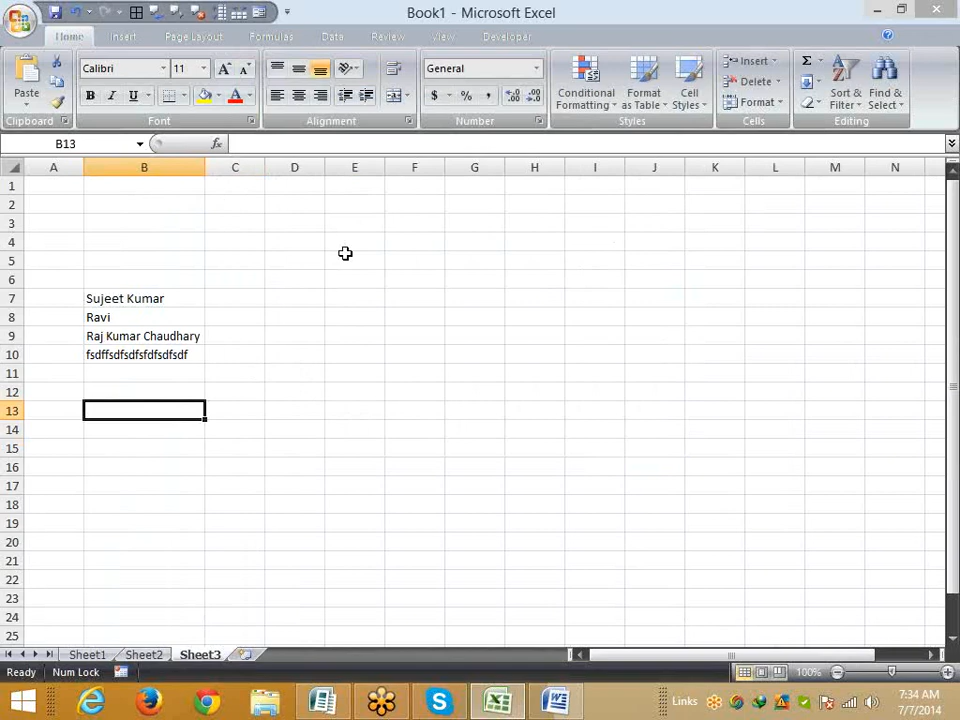 Book1 - Microsoft Excel
Home Insert Page Layout Formulas Data Review View Developer
Paste
Calibri 11
B I U
A A
General
$ % ,
Conditional Formatting
Format as Table
Cell Styles
Insert
Delete
Format
Σ
Sort & Filter
Find & Select
Clipboard Font Alignment Number Styles Cells Editing
B13 fx
A B C D E F G H I J K L M N
1
2
3
4
5
6
7 Sujeet Kumar
8 Ravi
9 Raj Kumar Chaudhary
10 fsdffsdfsdfsfdfsdfsdf
11
12
13
14
15
16
17
18
19
20
21
22
23
24
25
Sheet1 Sheet2 Sheet3
Ready Num Lock 100%
Links
7:34 AM
7/7/2014